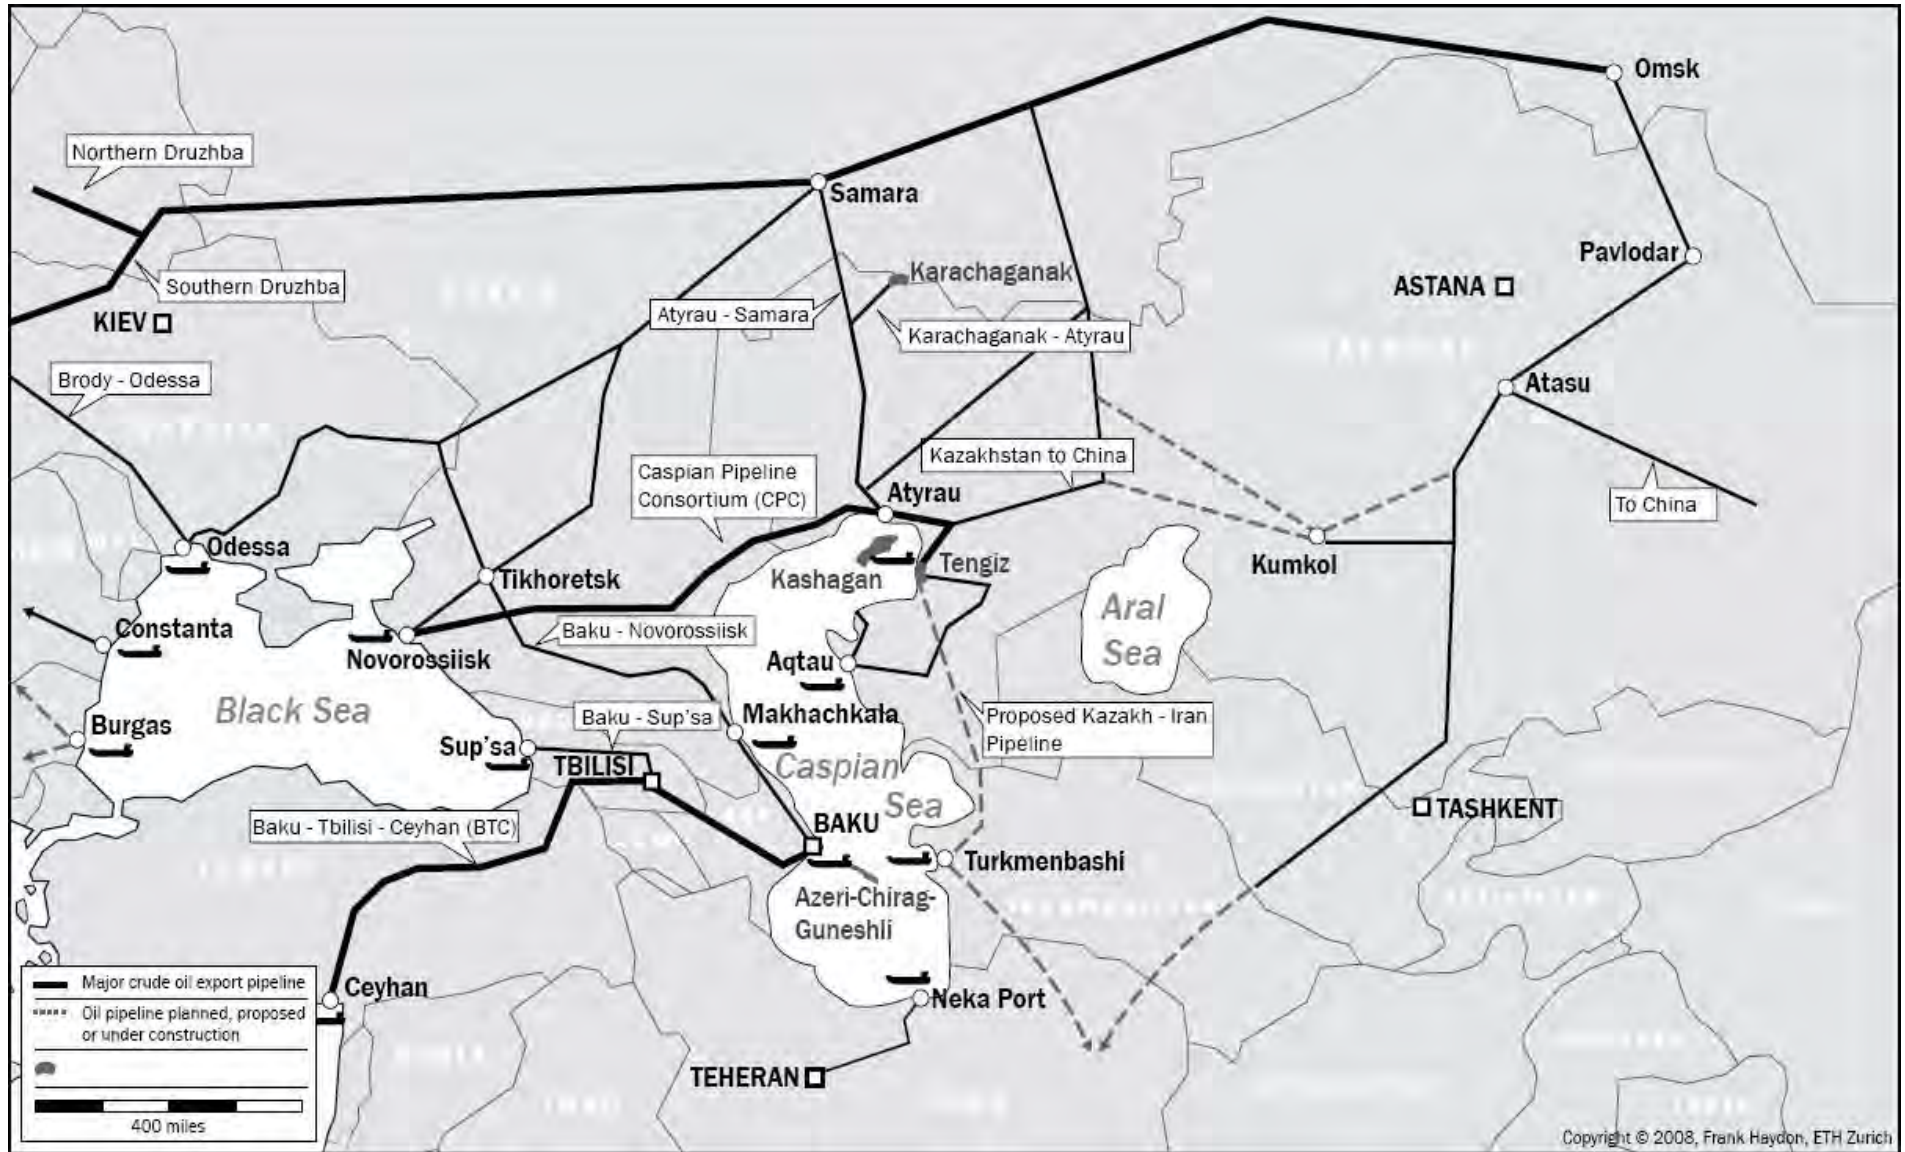 Omsk
Northern Druzhba
Samara
Pavlodar
Karachaganak
Southern Druzhba
ASTANA
KIEV
Atyrau - Samara
Karachaganak - Atyrau
Brody - Odessa
Atasu
Caspian Pipeline
Consortium (CPC)
Kazakhstan to China
Atyrau
To China
Odessa
Tikhoretsk
Kashagan
Tengiz
Kumkol
Constanta
Baku - Novorossiisk
Aral
Sea
Novorossiisk
Aqtau
Black Sea
Burgas
Baku - Sup'sa
Makhachkala
Proposed Kazakh - Iran
Pipeline
Sup'sa
TBILISI
Caspian
Sea
TASHKENT
Baku - Tbilisi - Ceyhan (BTC)
BAKU
Turkmenbashi
Azeri-Chirag-
Guneshli
Ceyhan
Neka Port
TEHERAN
Major crude oil export pipeline
Oil pipeline planned, proposed
or under construction
400 miles
Copyright © 2008, Frank Haydon, ETH Zurich